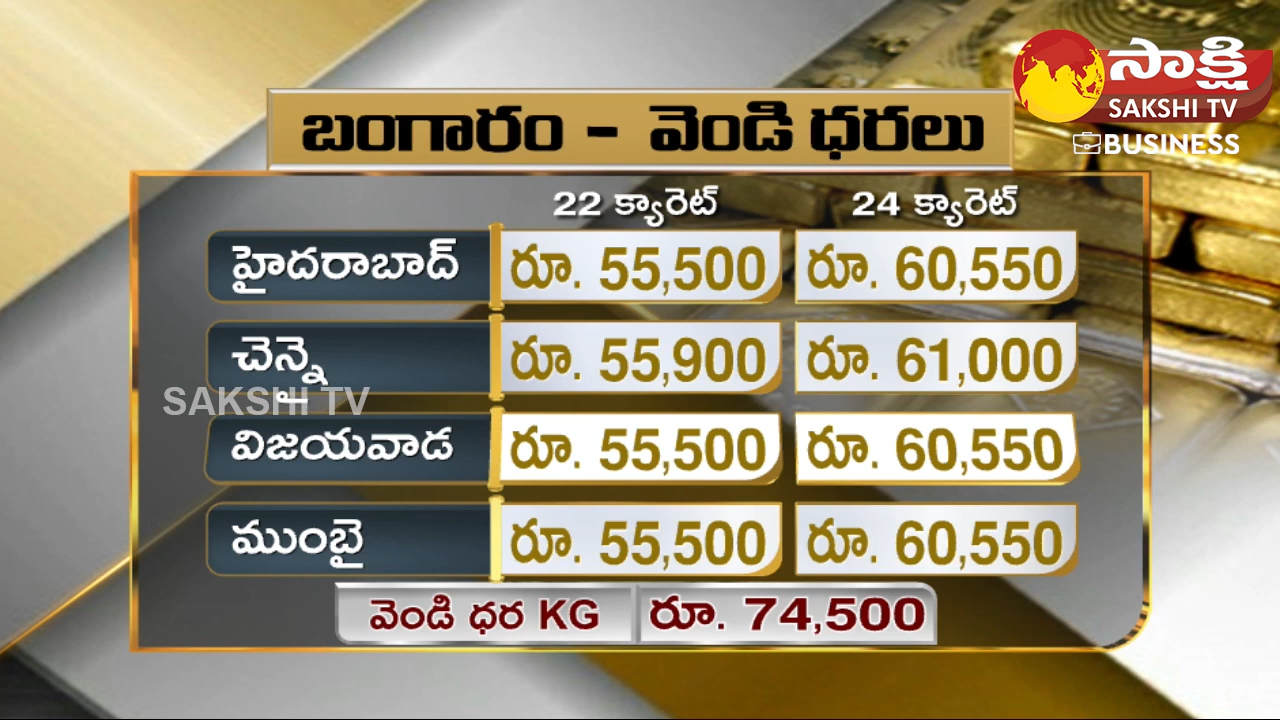 సాక్షి
SAKSHI TV
BUSINESS
బంగారం - వెండి ధరలు
22 క్యారెట్ 24 క్యారెట్
హైదరాబాద్ రూ. 55,500 రూ. 60,550
చెన్నై రూ. 55,900 రూ. 61,000
SAKSHI TV
విజయవాడ రూ. 55,500 రూ. 60,550
ముంబై రూ. 55,500 రూ. 60,550
వెండి ధర KG రూ. 74,500